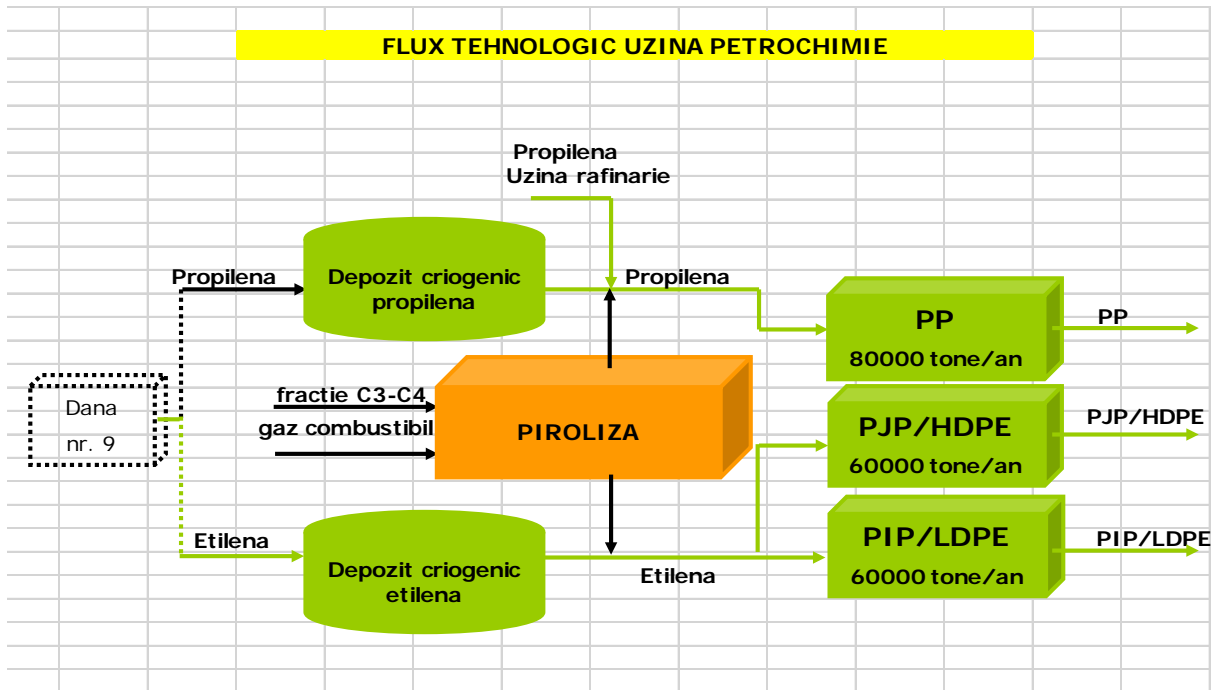 FLUX TEHNOLOGIC UZINA PETROCHIMIE
Propilena
Uzina rafinarie
Propilena
Depozit criogenic
propilena
Propilena
PP
80000 tone/an
PP
Dana
nr. 9
fractie C3-C4
gaz combustibil
PIROLIZA
PJP/HDPE
60000 tone/an
PJP/HDPE
Etilena
Depozit criogenic
etilena
Etilena
PIP/LDPE
60000 tone/an
PIP/LDPE